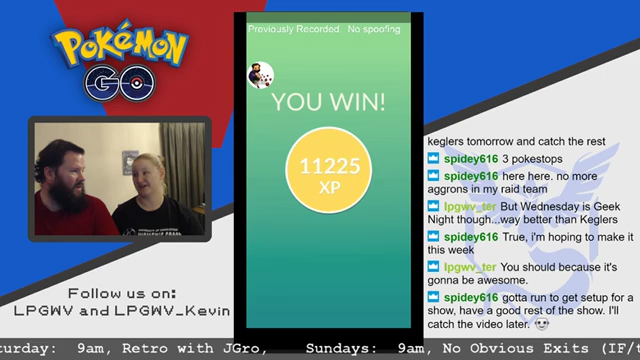 POKéMON
GO
Previously Recorded. No spoofing
YOU WIN!
11225
XP
keglers tomorrow and catch the rest
spidey616 3 pokestops
spidey616 here here. no more
aggrons in my raid team
lpgwv_ter But Wednesday is Geek
Night though...way better than Keglers
spidey616 True, i'm hoping to make it
this week
lpgwv_ter You should because it's
gonna be awesome.
spidey616 gotta run to get setup for a
show, have a good rest of the show. I'll
catch the video later.
Follow us on:
LPGWV and LPGWV_Kevin
turday: 9am, Retro with JGro, Sundays: 9am, No Obvious Exits (IF/t